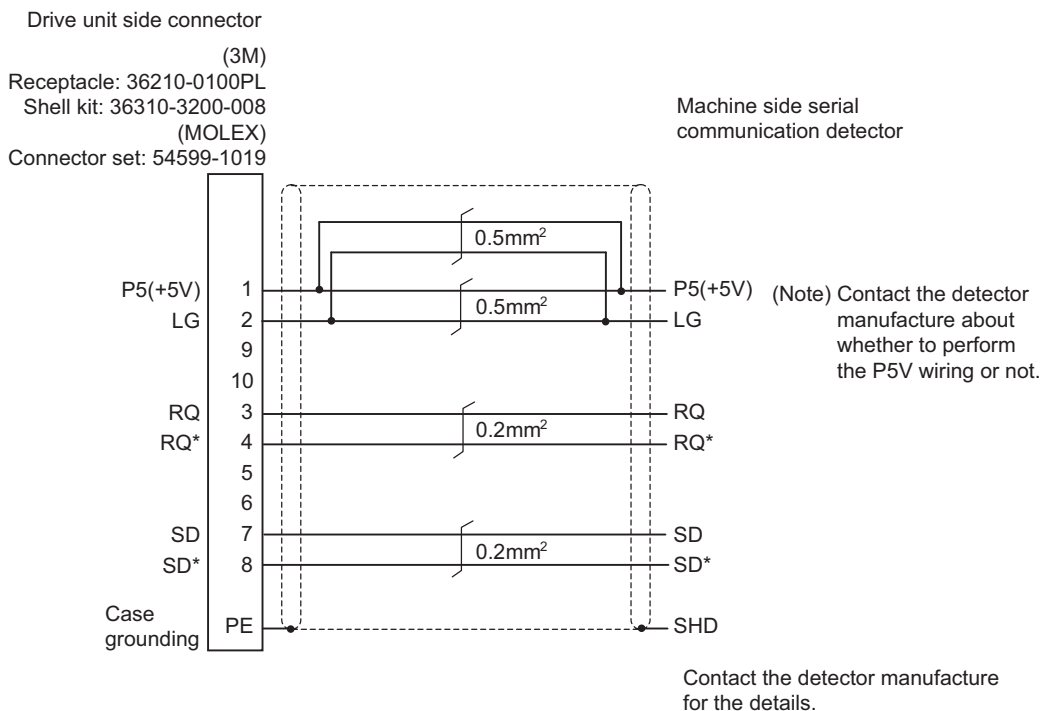 Drive unit side connector
(3M)
Receptacle: 36210-0100PL
Shell kit: 36310-3200-008
(MOLEX)
Connector set: 54599-1019
Machine side serial
communication detector
0.5mm²
P5(+5V) 1 P5(+5V)
0.5mm²
LG 2 LG
(Note) Contact the detector
manufacture about
whether to perform
the P5V wiring or not.
9
10
RQ 3 RQ
0.2mm²
RQ* 4 RQ*
5
6
SD 7 SD
0.2mm²
SD* 8 SD*
Case
grounding
PE SHD
Contact the detector manufacture
for the details.